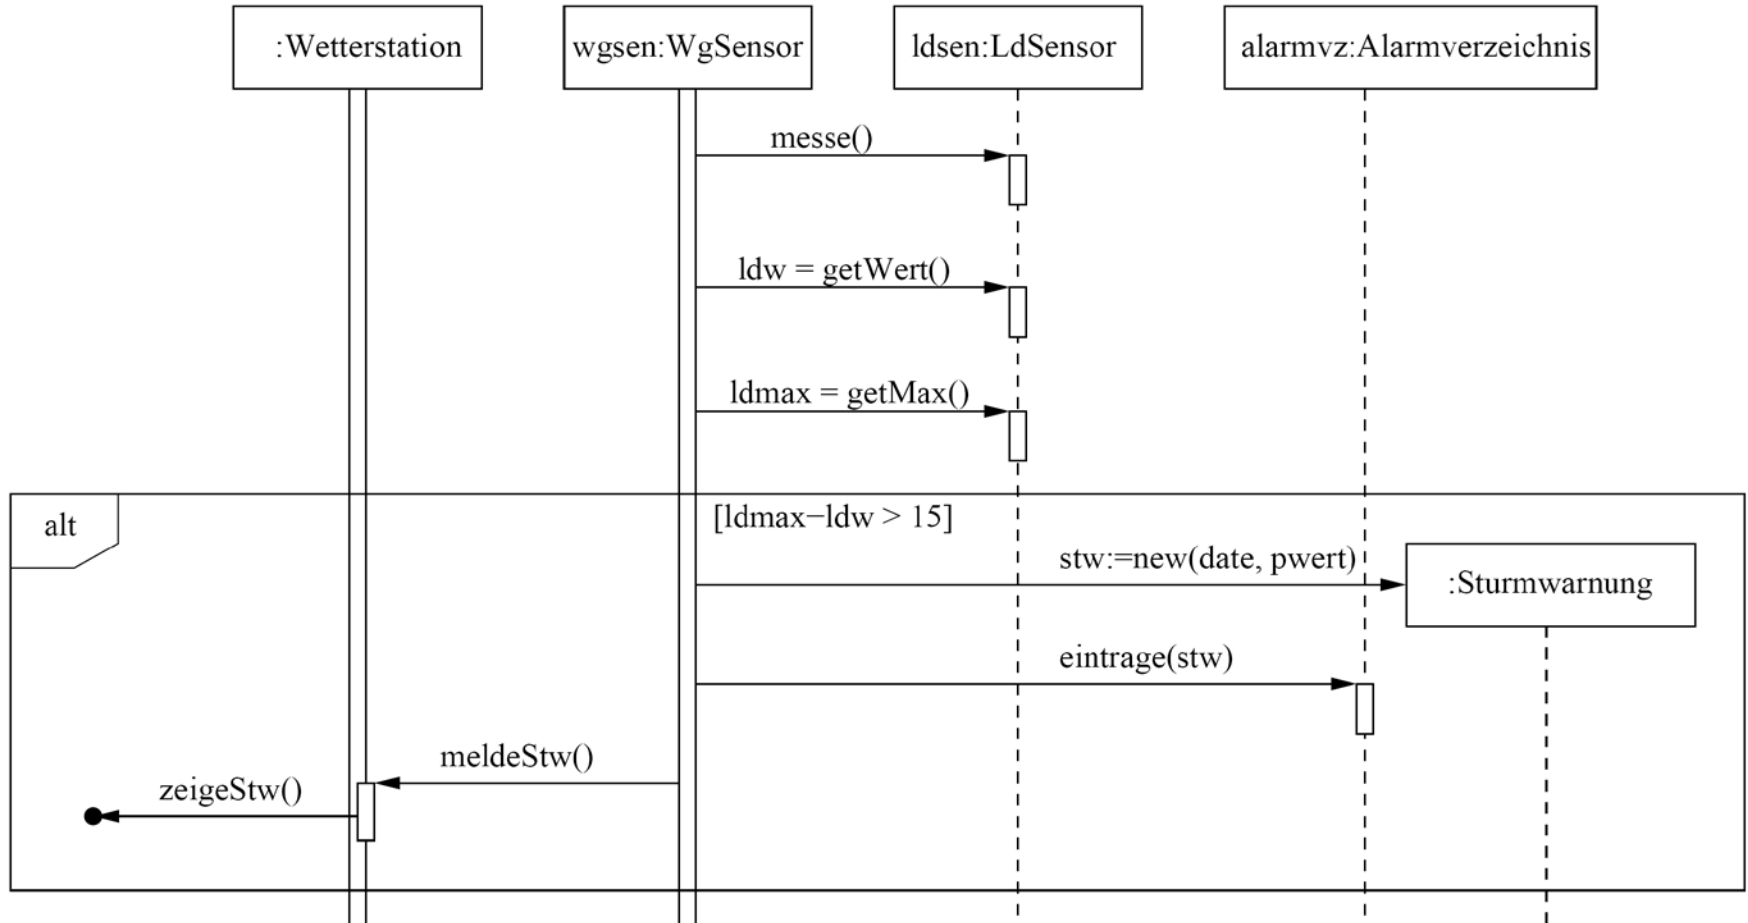 :Wetterstation
wgsen:WgSensor
ldsen:LdSensor
alarmvz:Alarmverzeichnis
messe()
ldw = getWert()
ldmax = getMax()
alt
[ldmax−ldw > 15]
stw:=new(date, pwert)
:Sturmwarnung
eintrage(stw)
meldeStw()
zeigeStw()